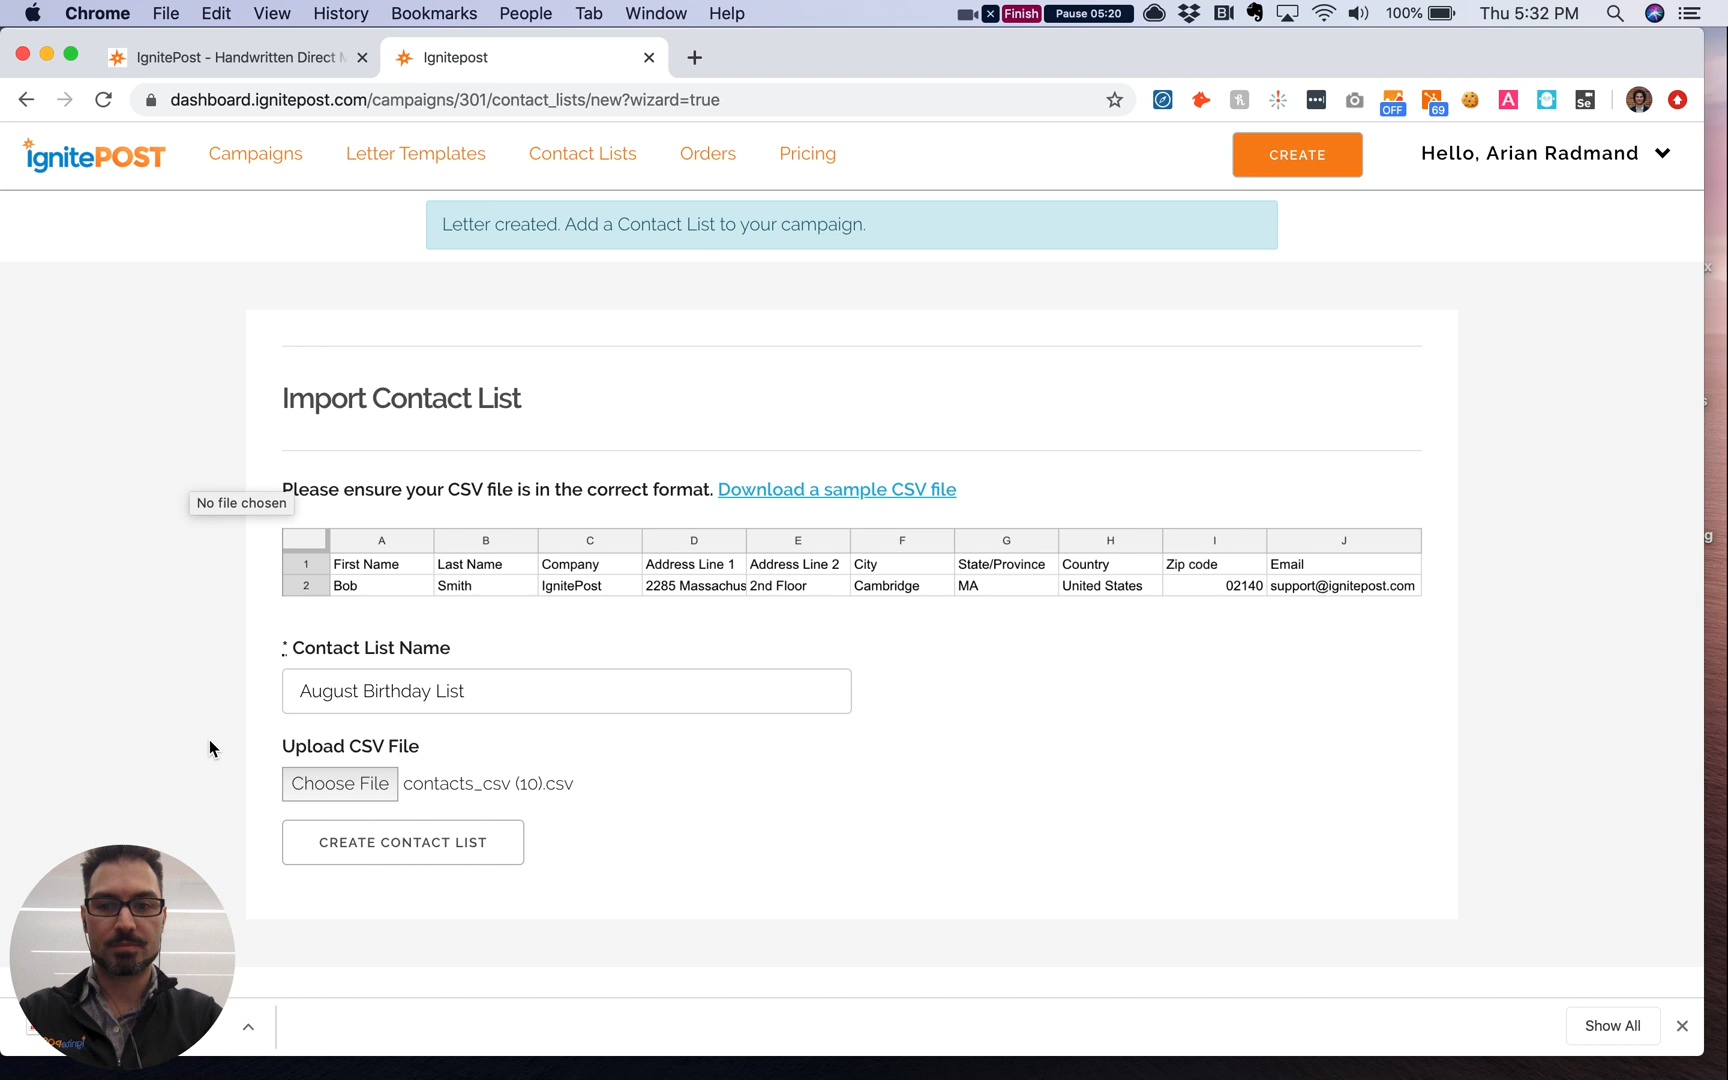 Chrome File Edit View History Bookmarks People Tab Window Help Finish Pause 05:20 100% Thu 5:32 PM
IgnitePost - Handwritten Direct M Ignitepost
dashboard.ignitepost.com/campaigns/301/contact_lists/new?wizard=true
OFF 69 A Se
ignitePOST Campaigns Letter Templates Contact Lists Orders Pricing CREATE Hello, Arian Radmand
Letter created. Add a Contact List to your campaign.
Import Contact List
Please ensure your CSV file is in the correct format. Download a sample CSV file
No file chosen
A B C D E F G H I J
1 First Name Last Name Company Address Line 1 Address Line 2 City State/Province Country Zip code Email
2 Bob Smith IgnitePost 2285 Massachus 2nd Floor Cambridge MA United States 02140 support@ignitepost.com
* Contact List Name
August Birthday List
Upload CSV File
Choose File contacts_csv (10).csv
CREATE CONTACT LIST
Show All